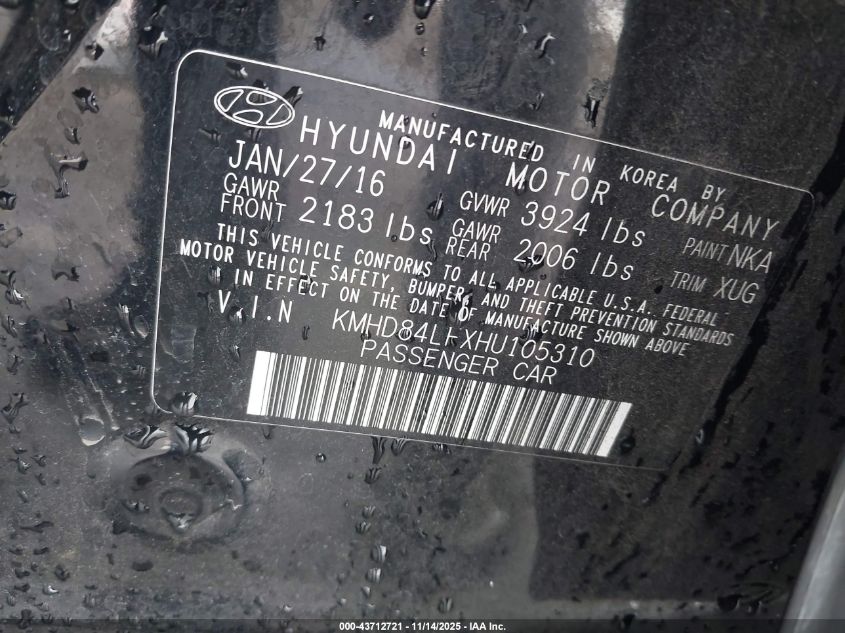 MANUFACTURED IN KOREA BY
HYUNDAI MOTOR COMPANY
JAN/27/16 GVWR 3924 lbs PAINT NKA
GAWR FRONT 2183 lbs GAWR REAR 2006 lbs TRIM XUG
THIS VEHICLE CONFORMS TO ALL APPLICABLE U.S.A. FEDERAL
MOTOR VEHICLE SAFETY, BUMPER, AND THEFT PREVENTION STANDARDS
IN EFFECT ON THE DATE OF MANUFACTURE SHOWN ABOVE
V.I.N KMHD84LFXHU105310
PASSENGER CAR
000-43712721 - 11/14/2025 - IAA Inc.